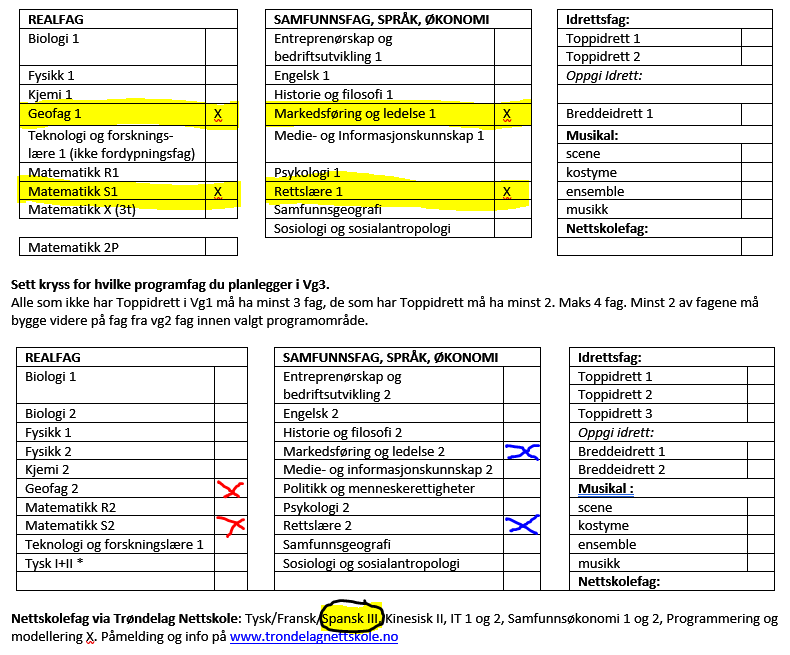 REALFAG
Biologi 1
Fysikk 1
Kjemi 1
Geofag 1 X
Teknologi og forsknings-
lære 1 (ikke fordypningsfag)
Matematikk R1
Matematikk S1 X
Matematikk X (3t)
Matematikk 2P
SAMFUNNSFAG, SPRÅK, ØKONOMI
Entreprenørskap og
bedriftsutvikling 1
Engelsk 1
Historie og filosofi 1
Markedsføring og ledelse 1 X
Medie- og Informasjonskunnskap 1
Psykologi 1
Rettslære 1 X
Samfunnsgeografi
Sosiologi og sosialantropologi
Idrettsfag:
Toppidrett 1
Toppidrett 2
Oppgi Idrett:
Breddeidrett 1
Musikal:
scene
kostyme
ensemble
musikk
Nettskolefag:
Sett kryss for hvilke programfag du planlegger i Vg3.
Alle som ikke har Toppidrett i Vg1 må ha minst 3 fag, de som har Toppidrett må ha minst 2. Maks 4 fag. Minst 2 av fagene må
bygge videre på fag fra vg2 fag innen valgt programområde.
REALFAG
Biologi 1
Biologi 2
Fysikk 1
Fysikk 2
Kjemi 2
Geofag 2 X
Matematikk R2
Matematikk S2 X
Teknologi og forskningslære 1
Tysk I+II *
SAMFUNNSFAG, SPRÅK, ØKONOMI
Entreprenørskap og
bedriftsutvikling 2
Engelsk 2
Historie og filosofi 2
Markedsføring og ledelse 2 X
Medie- og informasjonskunnskap 2
Politikk og menneskerettigheter
Psykologi 2
Rettslære 2 X
Samfunnsgeografi
Sosiologi og sosialantropologi
Idrettsfag:
Toppidrett 1
Toppidrett 2
Toppidrett 3
Oppgi idrett:
Breddeidrett 1
Breddeidrett 2
Musikal :
scene
kostyme
ensemble
musikk
Nettskolefag:
Nettskolefag via Trøndelag Nettskole: Tysk/Fransk/Spansk III, Kinesisk II, IT 1 og 2, Samfunnsøkonomi 1 og 2, Programmering og
modellering X. Påmelding og info på www.trondelagnettskole.no